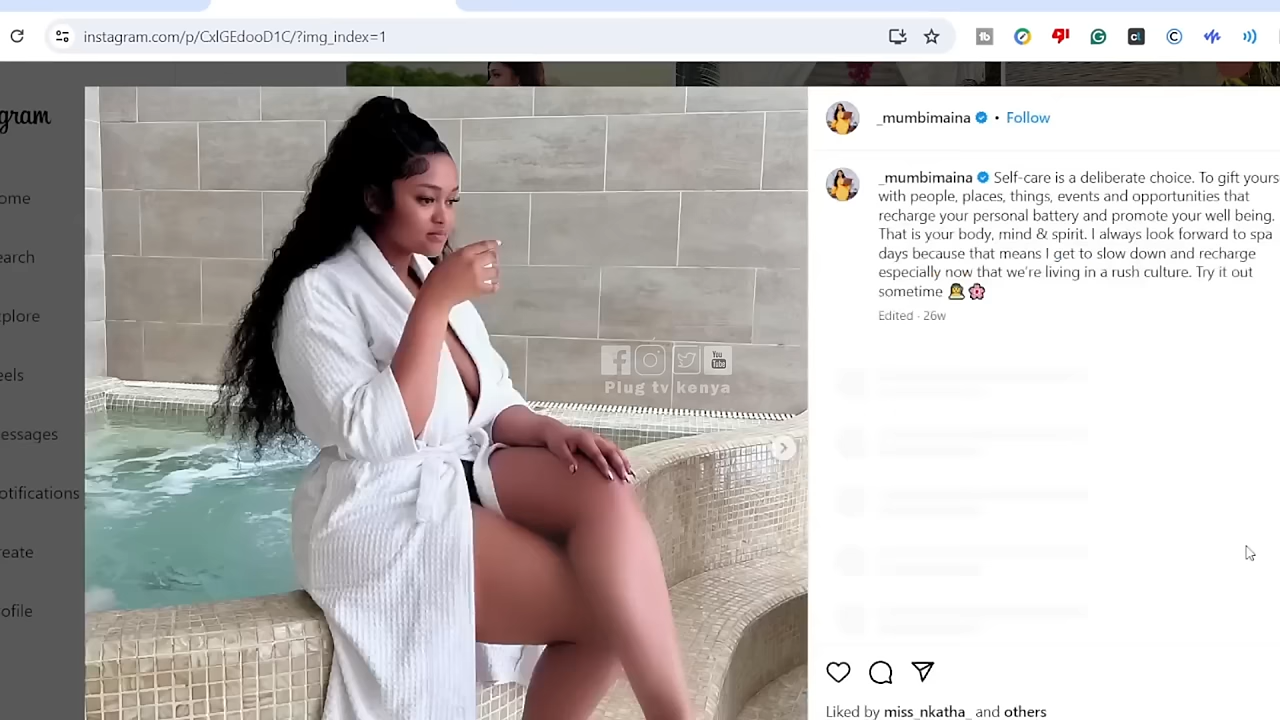 instagram.com/p/CxlGEdooD1C/?img_index=1
gram
ome
earch
xplore
eels
essages
otifications
reate
ofile
Plug tv kenya
_mumbimaina • Follow
_mumbimaina Self-care is a deliberate choice. To gift yours
with people, places, things, events and opportunities that
recharge your personal battery and promote your well being.
That is your body, mind & spirit. I always look forward to spa
days because that means I get to slow down and recharge
especially now that we're living in a rush culture. Try it out
sometime 🧖‍♀️🌸
Edited · 26w
Liked by miss_nkatha_ and others